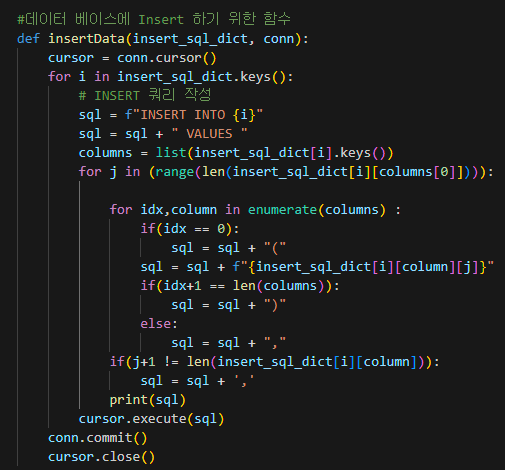 #데이터 베이스에 Insert 하기 위한 함수
def insertData(insert_sql_dict, conn):
    cursor = conn.cursor()
    for i in insert_sql_dict.keys():
        # INSERT 쿼리 작성
        sql = f"INSERT INTO {i}"
        sql = sql + " VALUES "
        columns = list(insert_sql_dict[i].keys())
        for j in (range(len(insert_sql_dict[i][columns[0]]))):
            for idx,column in enumerate(columns) :
                if(idx == 0):
                    sql = sql + "("
                sql = sql + f"{insert_sql_dict[i][column][j]}"
                if(idx+1 == len(columns)):
                    sql = sql + ")"
                else:
                    sql = sql + ","
            if(j+1 != len(insert_sql_dict[i][column])):
                sql = sql + ','
            print(sql)
        cursor.execute(sql)
    conn.commit()
    cursor.close()